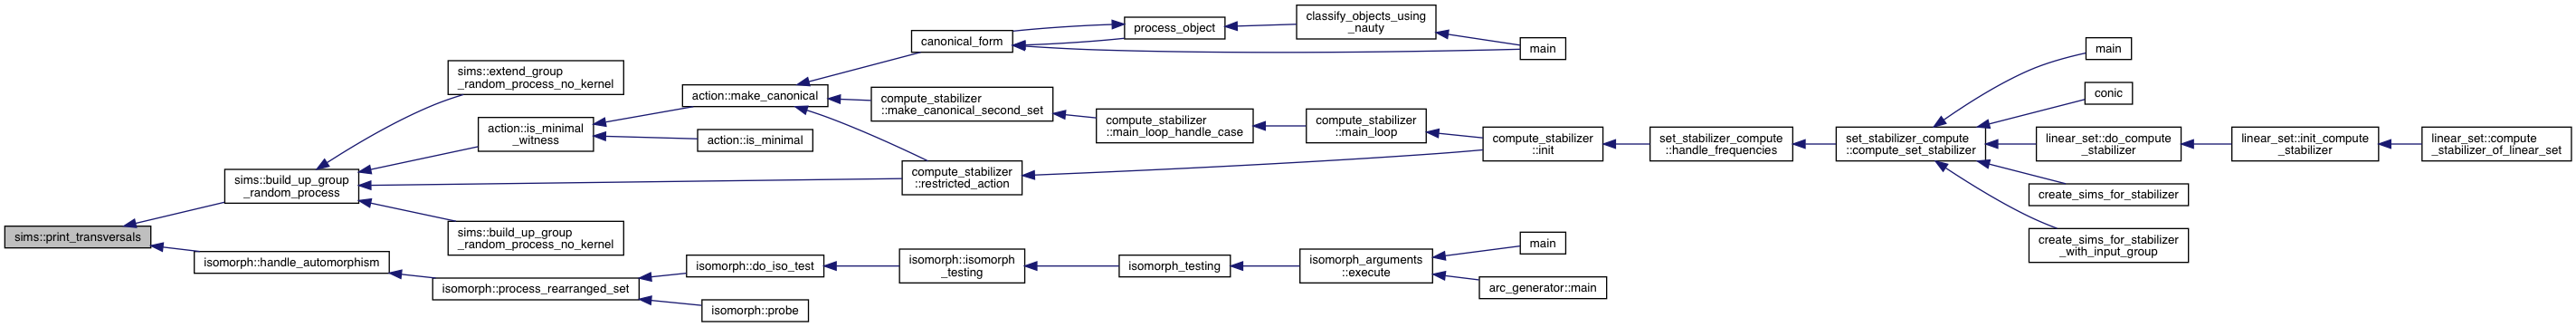 sims::print_transversals
sims::build_up_group
_random_process
sims::extend_group
_random_process_no_kernel
action::is_minimal
_witness
action::make_canonical
canonical_form
process_object
classify_objects_using
_nauty
main
compute_stabilizer
::make_canonical_second_set
compute_stabilizer
::main_loop_handle_case
compute_stabilizer
::main_loop
compute_stabilizer
::init
set_stabilizer_compute
::handle_frequencies
set_stabilizer_compute
::compute_set_stabilizer
main
conic
linear_set::do_compute
_stabilizer
linear_set::init_compute
_stabilizer
linear_set::compute
_stabilizer_of_linear_set
create_sims_for_stabilizer
create_sims_for_stabilizer
_with_input_group
compute_stabilizer
::restricted_action
action::is_minimal
sims::build_up_group
_random_process_no_kernel
isomorph::handle_automorphism
isomorph::process_rearranged_set
isomorph::do_iso_test
isomorph::isomorph
_testing
isomorph_testing
isomorph_arguments
::execute
main
arc_generator::main
isomorph::probe